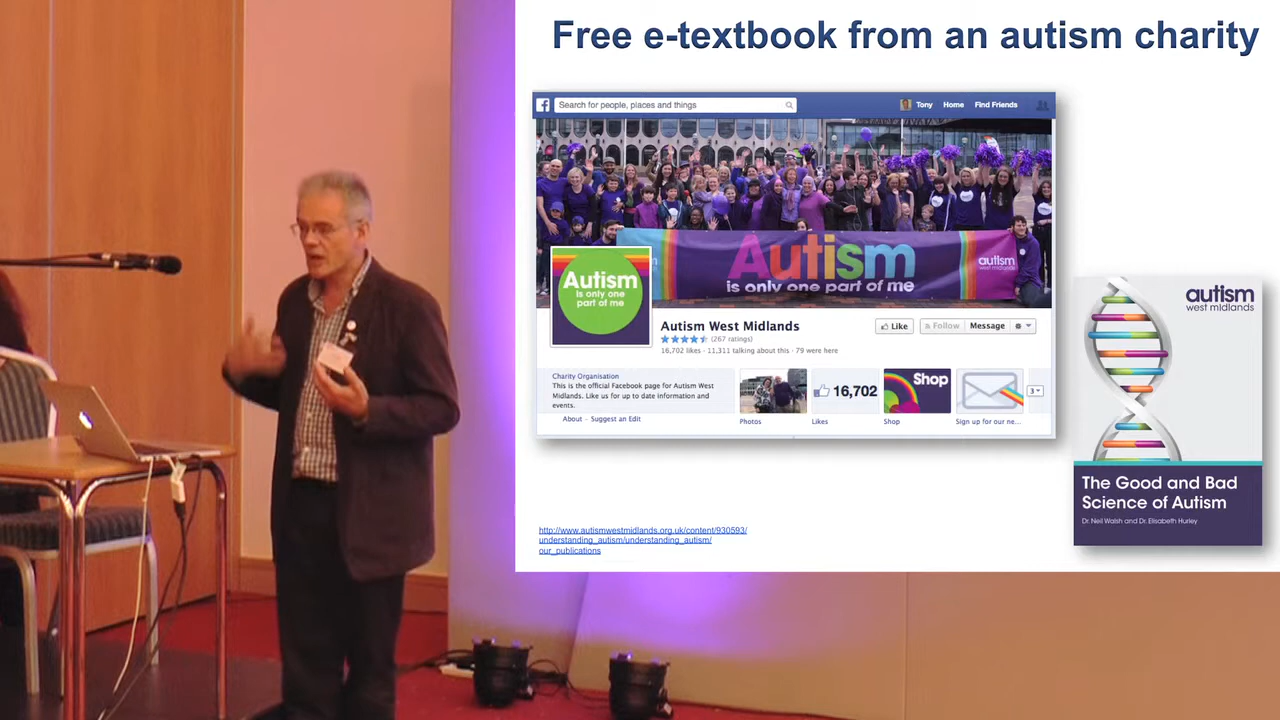 Free e-textbook from an autism charity
Search for people, places and things
Tony Home Find Friends
Autism
is only one part of me
autism
west midlands
Autism
is only one
part of me
Autism West Midlands
(267 ratings)
16,702 likes · 11,311 talking about this · 79 were here
Like
Follow
Message
Charity Organisation
This is the official Facebook page for Autism West
Midlands. Like us for up to date information and
events.
About · Suggest an Edit
Photos
16,702
Likes
Shop
Shop
Sign up for our ne...
3
autism
west midlands
The Good and Bad
Science of Autism
Dr. Neil Walsh and Dr. Elisabeth Hurley
http://www.autismwestmidlands.org.uk/content/930593/
understanding_autism/understanding_autism/
our_publications